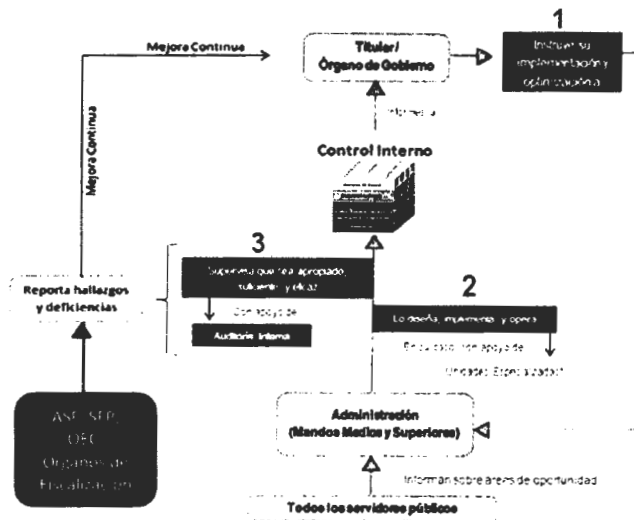 1
Mejora Continua
Titular/
Órgano de Gobierno
Instruye su
implementación y
optimización a
Informe a
Control Interno
Mejora Continua
3
Supervisa que sea apropiado,
suficiente y eficaz
Con apoyo de
Auditoría Interna
Reporta hallazgos
y deficiencias
2
Lo diseña, implementa y opera
En su caso, con apoyo de
Unidades Especializadas*
ASF, SFP,
OEC,
Órganos de
Fiscalización
Administración
(Mandos Medios y Superiores)
Informan sobre áreas de oportunidad
Todos los servidores públicos